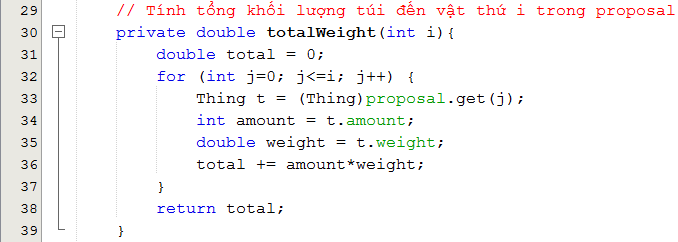 29 // Tính tổng khối lượng túi đến vật thứ i trong proposal
30 private double totalWeight(int i){
31 double total = 0;
32 for (int j=0; j<=i; j++) {
33 Thing t = (Thing)proposal.get(j);
34 int amount = t.amount;
35 double weight = t.weight;
36 total += amount*weight;
37 }
38 return total;
39 }